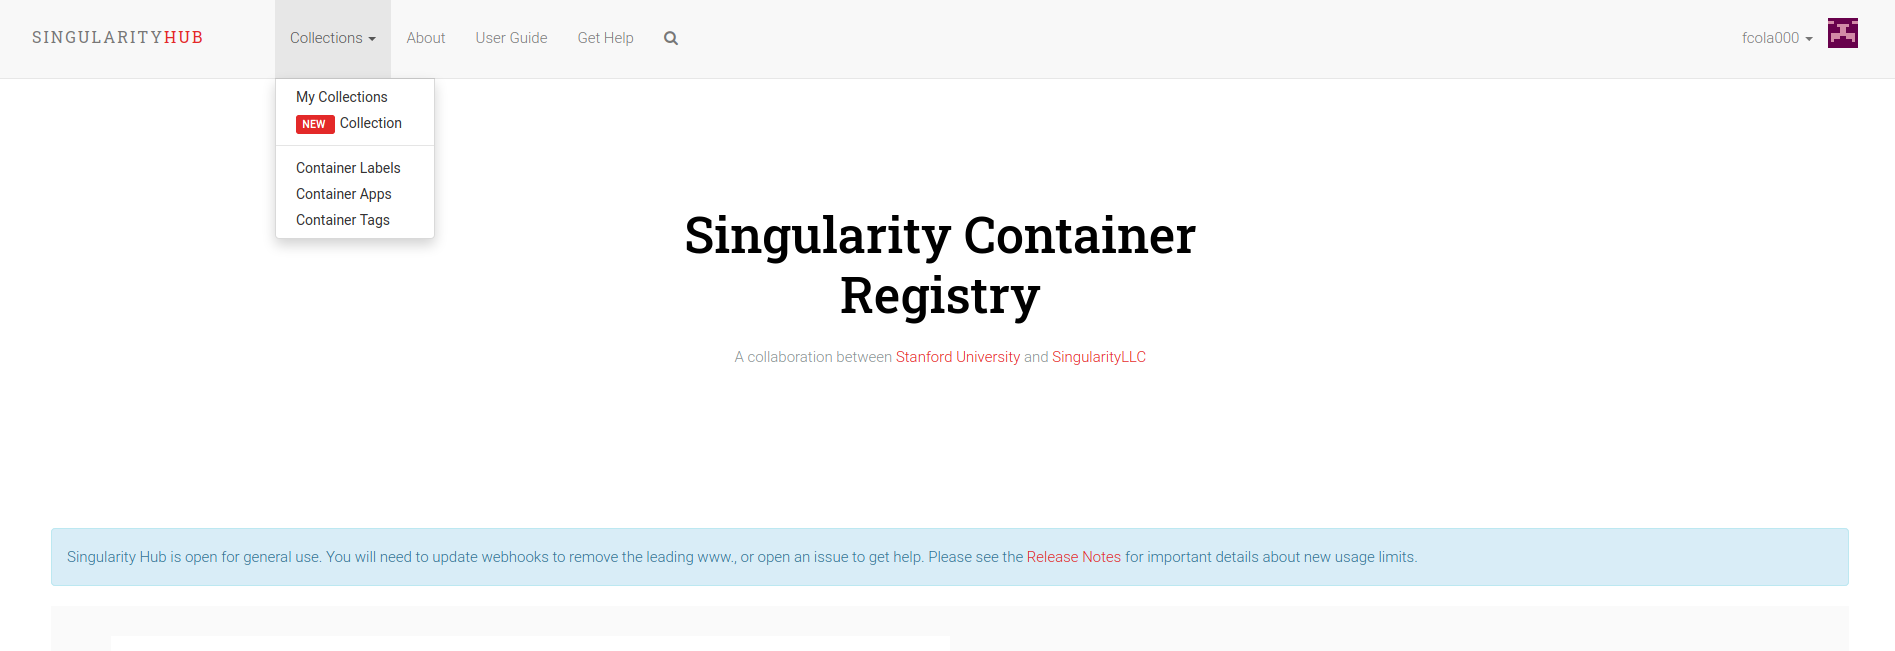 SINGULARITYHUB
Collections
About
User Guide
Get Help
fcola000
My Collections
NEW Collection
Container Labels
Container Apps
Container Tags
Singularity Container
Registry
A collaboration between Stanford University and SingularityLLC
Singularity Hub is open for general use. You will need to update webhooks to remove the leading www., or open an issue to get help. Please see the Release Notes for important details about new usage limits.